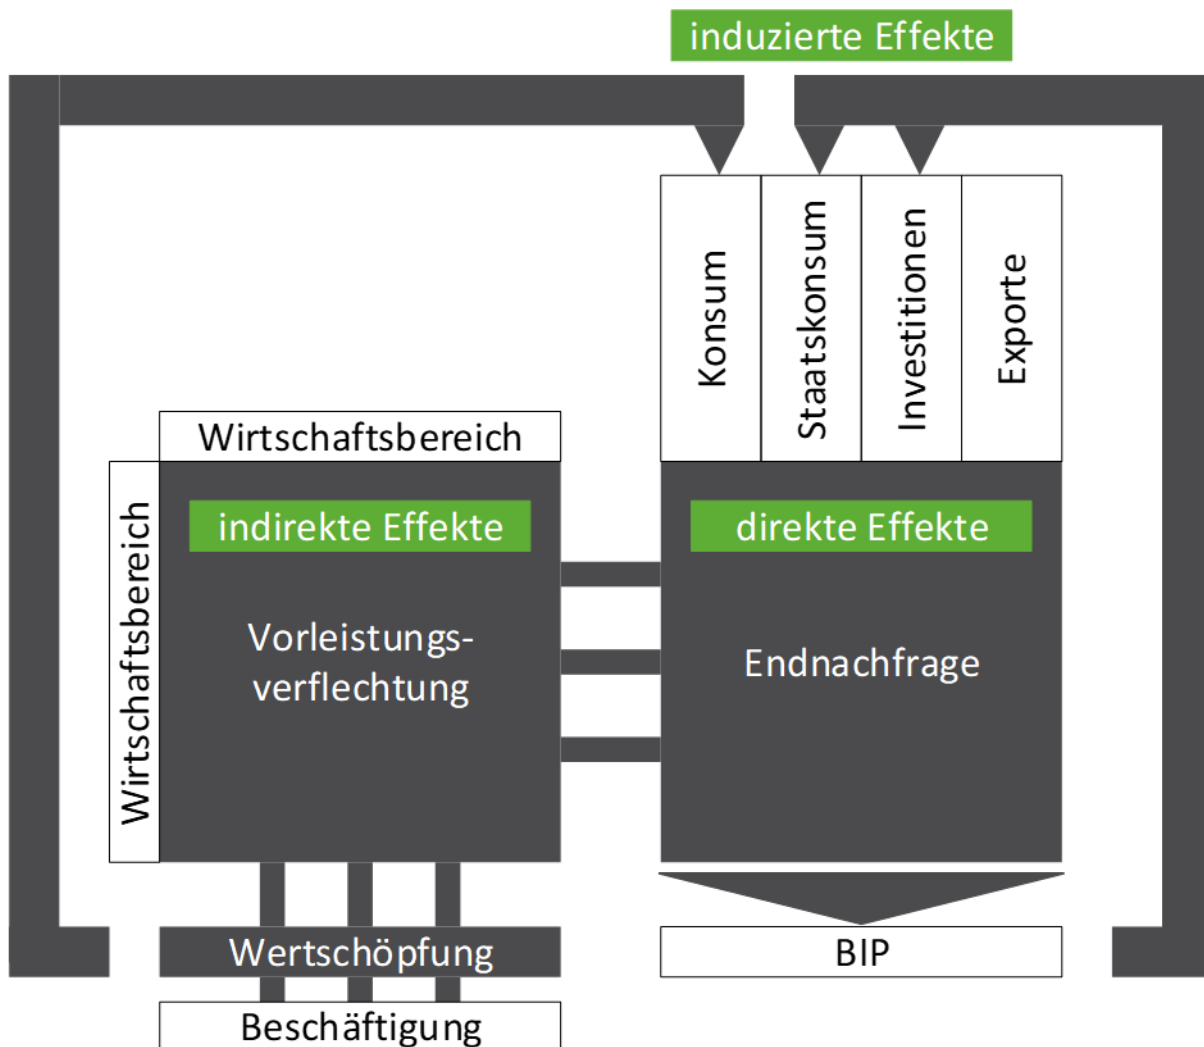 induzierte Effekte
Konsum
Staatskonsum
Investitionen
Exporte
Wirtschaftsbereich
Wirtschaftsbereich
indirekte Effekte
direkte Effekte
Vorleistungs-
verflechtung
Endnachfrage
Wertschöpfung
BIP
Beschäftigung